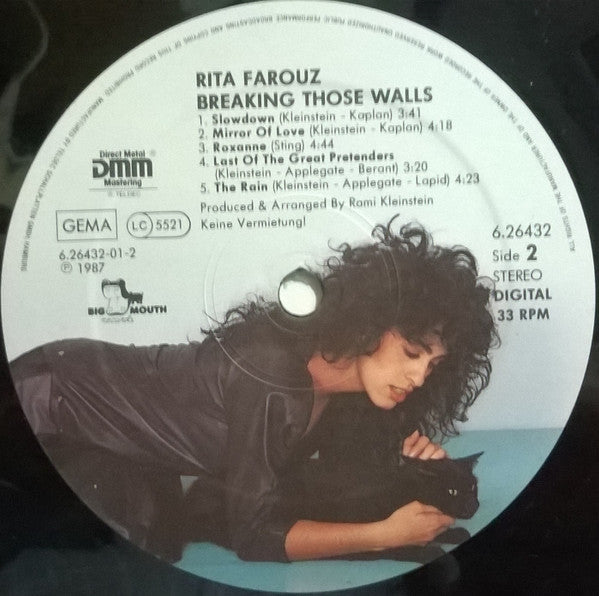 RITA FAROUZ
BREAKING THOSE WALLS
1. Slowdown (Kleinstein - Kaplan) 3:41
2. Mirror Of Love (Kleinstein - Kaplan) 4:18
3. Roxanne (Sting) 4:44
4. Last Of The Great Pretenders
(Kleinstein - Applegate - Berant) 3:20
5. The Rain (Kleinstein - Applegate - Lapid) 4:23
Produced & Arranged By Rami Kleinstein
Keine Vermietung!
Direct Metal
DMM
Mastering
GEMA
LC 5521
6.26432-01-2
℗ 1987
BIG MOUTH
6.26432
Side 2
STEREO
DIGITAL
33 RPM